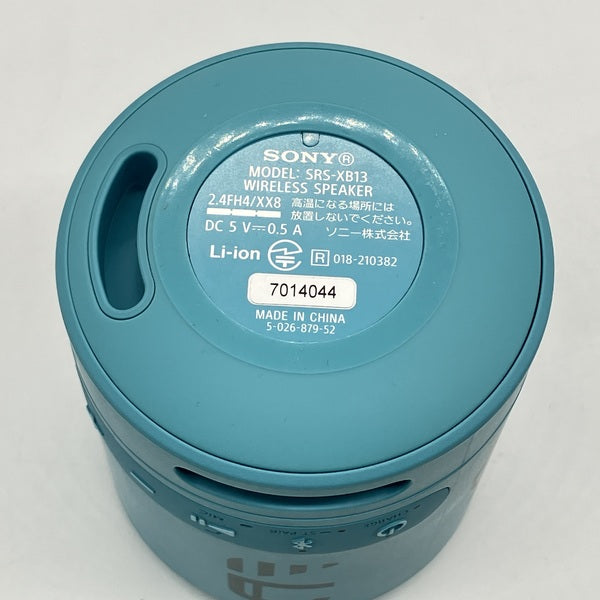 SONY®
MODEL: SRS-XB13
WIRELESS SPEAKER
2.4FH4/XX8 高温になる場所には
放置しないでください。
DC 5 V⎓0.5 A ソニー株式会社
Li-ion R 018-210382
7014044
MADE IN CHINA
5-026-879-52
MIC
CHARGE